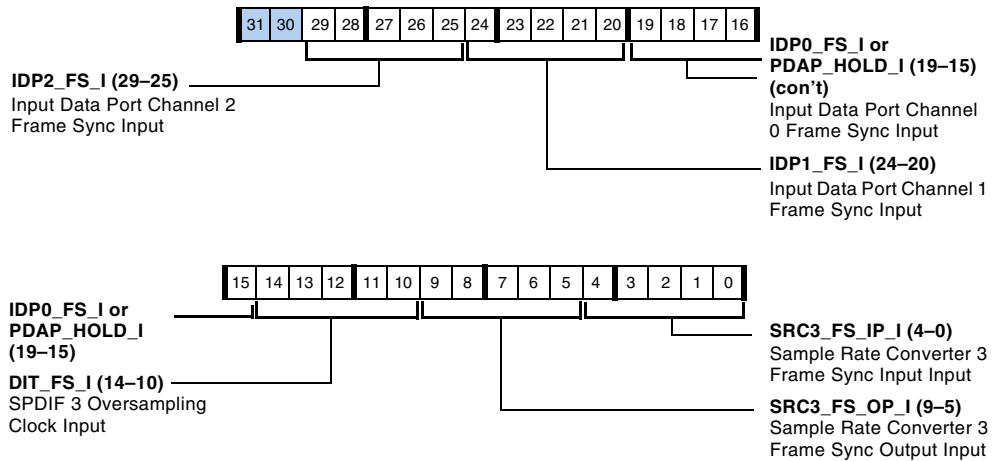 31 30 29 28 27 26 25 24 23 22 21 20 19 18 17 16
IDP2_FS_I (29–25)
Input Data Port Channel 2
Frame Sync Input
IDP0_FS_I or
PDAP_HOLD_I (19–15)
(con't)
Input Data Port Channel
0 Frame Sync Input
IDP1_FS_I (24–20)
Input Data Port Channel 1
Frame Sync Input
15 14 13 12 11 10 9 8 7 6 5 4 3 2 1 0
IDP0_FS_I or
PDAP_HOLD_I
(19–15)
DIT_FS_I (14–10)
SPDIF 3 Oversampling
Clock Input
SRC3_FS_IP_I (4–0)
Sample Rate Converter 3
Frame Sync Input Input
SRC3_FS_OP_I (9–5)
Sample Rate Converter 3
Frame Sync Output Input